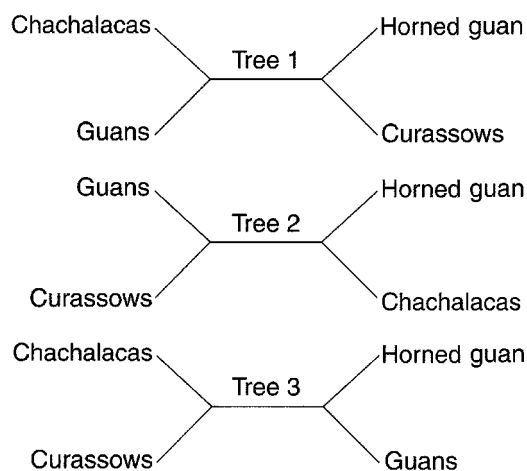 Chachalacas
Horned guan
Tree 1
Guans
Curassows
Guans
Horned guan
Tree 2
Curassows
Chachalacas
Chachalacas
Horned guan
Tree 3
Curassows
Guans